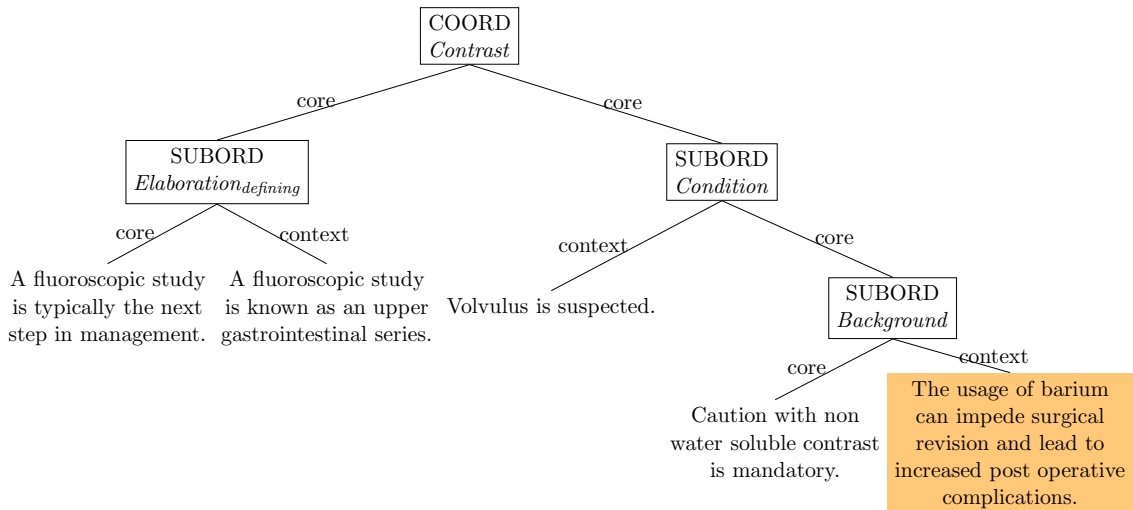 COORD
Contrast
core
core
SUBORD
Elaboration defining
SUBORD
Condition
core
context
context
core
A fluoroscopic study
is typically the next
step in management.
A fluoroscopic study
is known as an upper
gastrointestinal series.
Volvulus is suspected.
SUBORD
Background
core
context
Caution with non
water soluble contrast
is mandatory.
The usage of barium
can impede surgical
revision and lead to
increased post operative
complications.